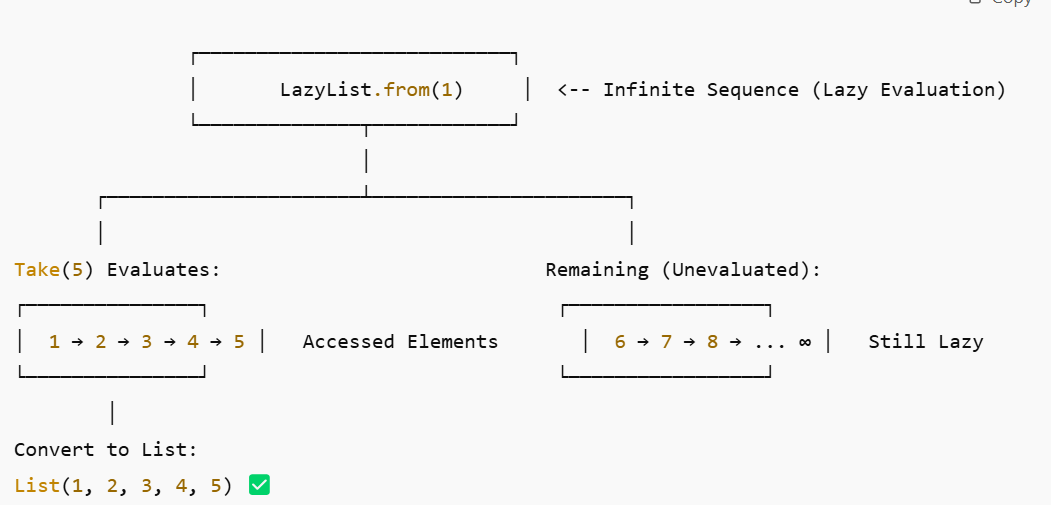 Copy
LazyList.from(1) <-- Infinite Sequence (Lazy Evaluation)
Take(5) Evaluates: Remaining (Unevaluated):
1 → 2 → 3 → 4 → 5 Accessed Elements 6 → 7 → 8 → ... ∞ Still Lazy
Convert to List:
List(1, 2, 3, 4, 5) ✅